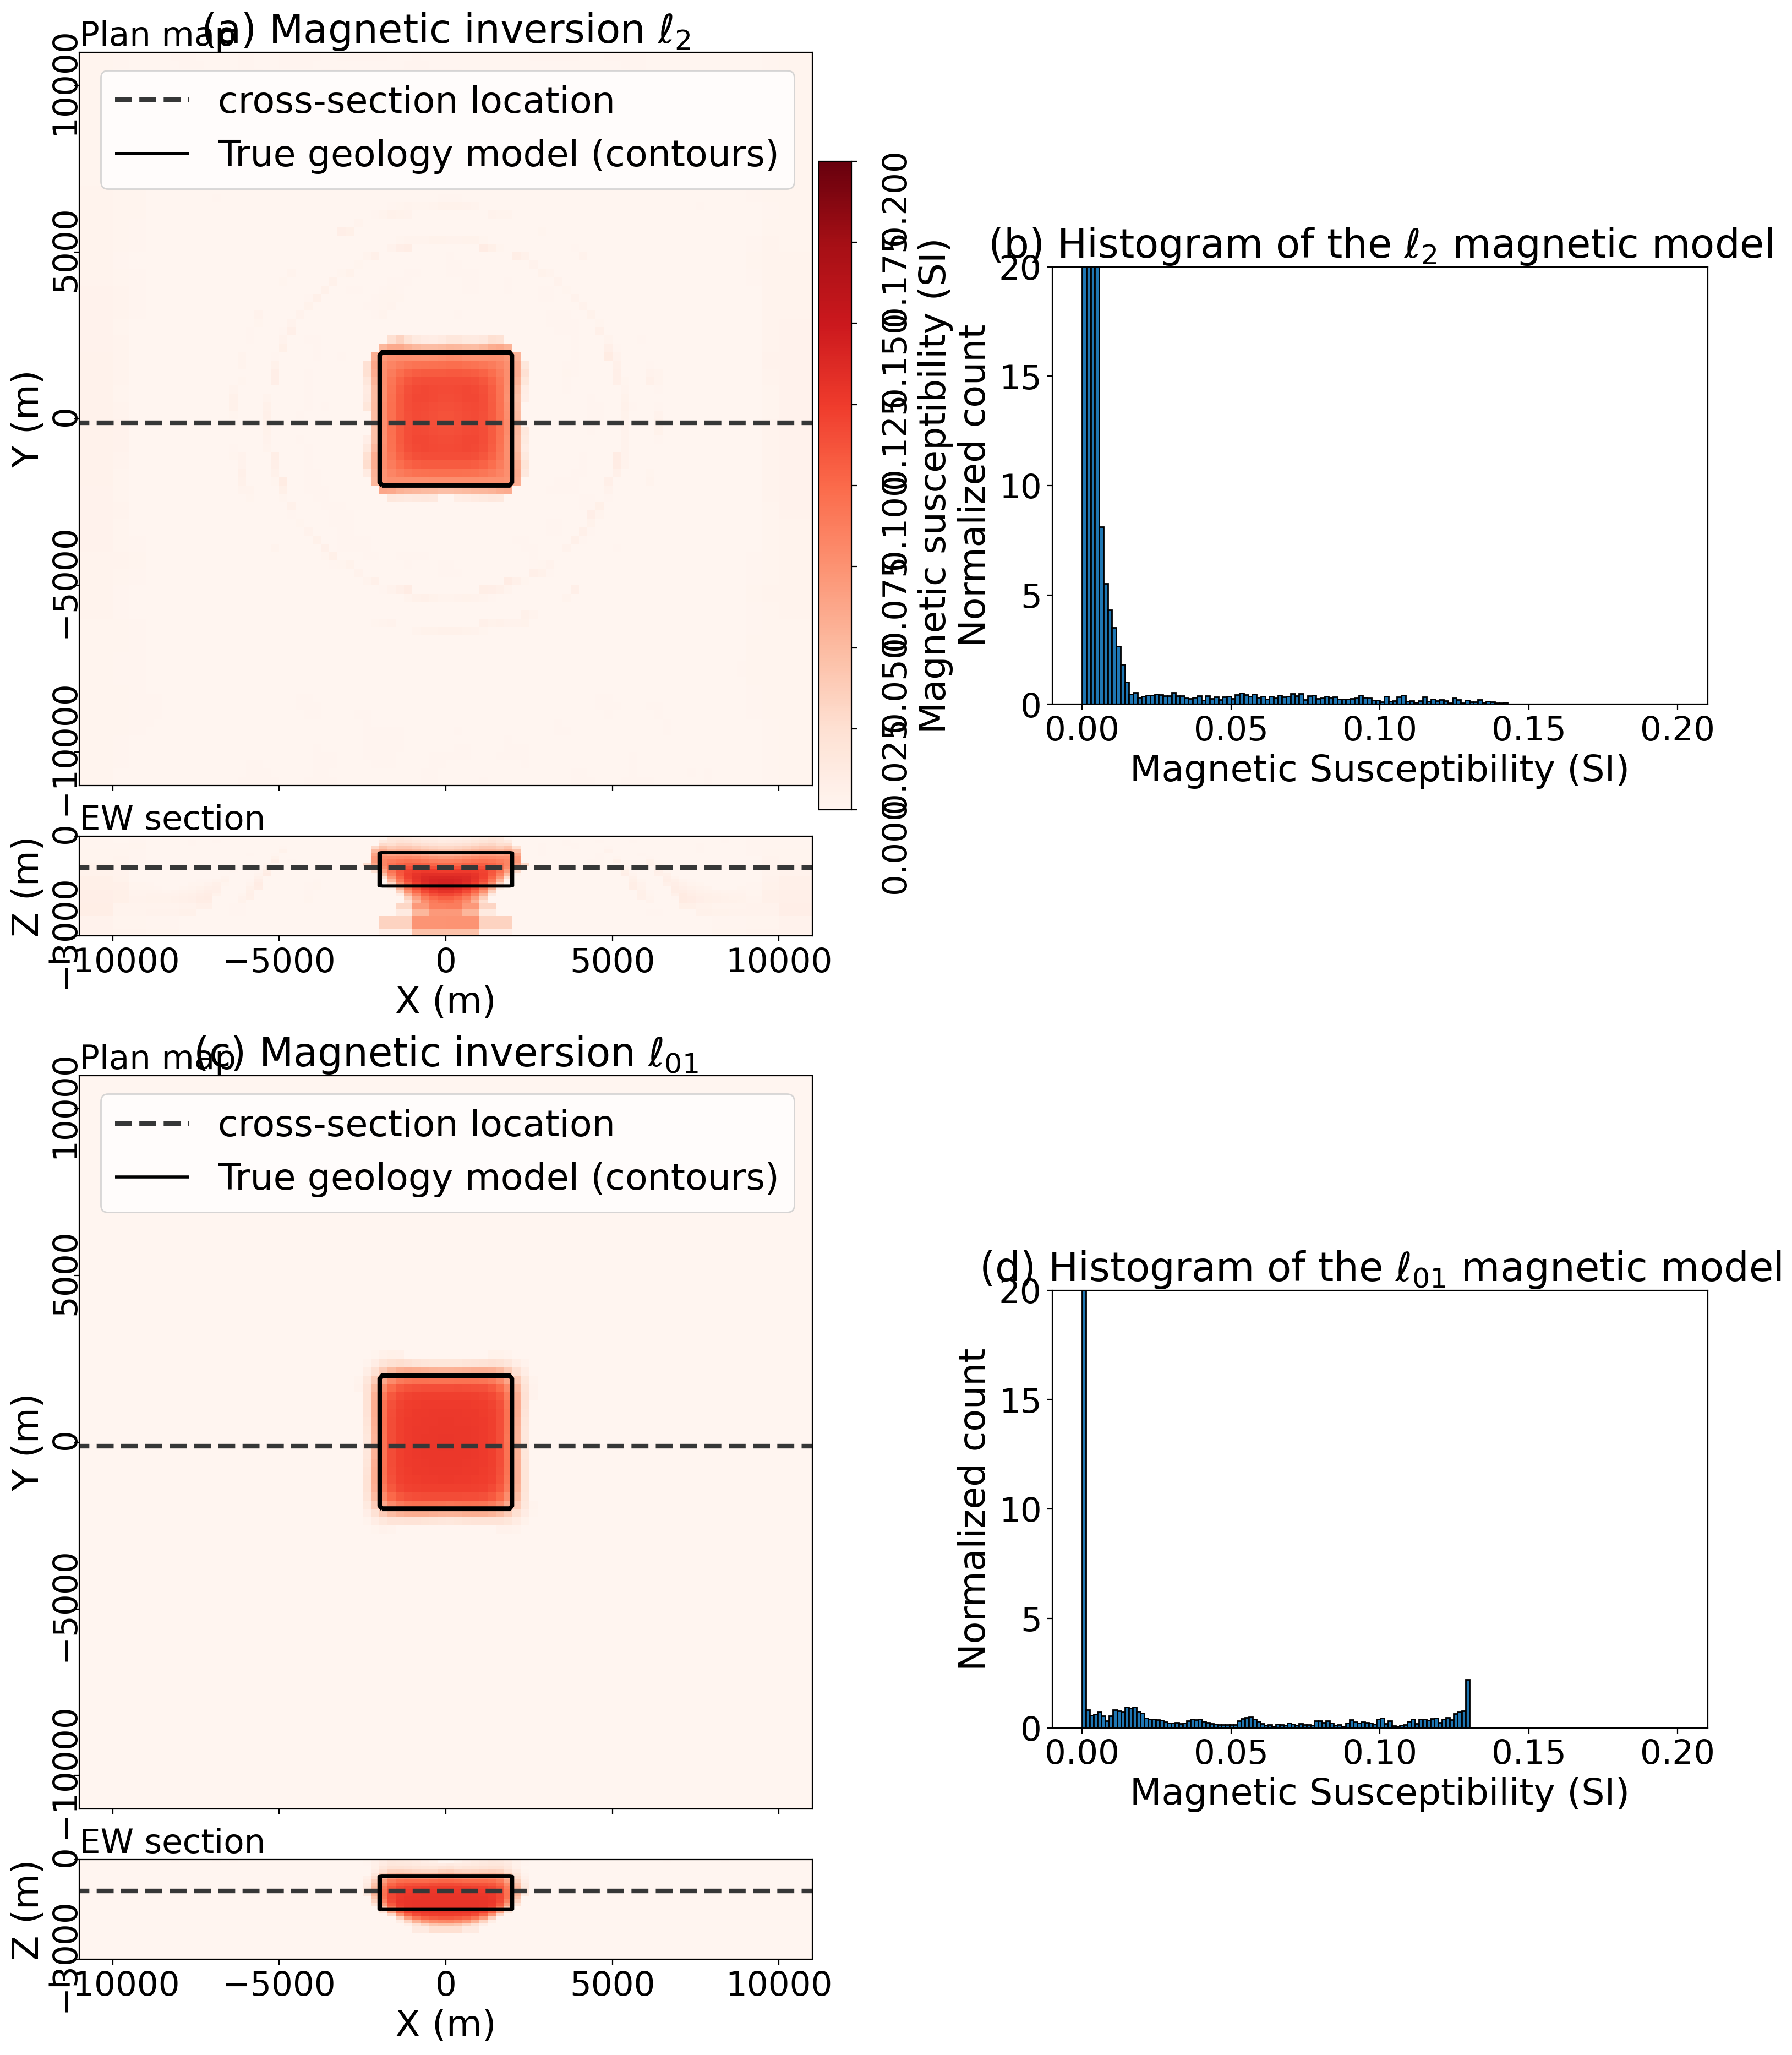 (a) Magnetic inversion ℓ2
Plan map
cross-section location
True geology model (contours)
10000
5000
0
−5000
−10000
Y (m)
0.200
0.175
0.150
0.125
0.100
0.075
0.050
0.025
0.000
Magnetic susceptibility (SI)
EW section
0
−3000
Z (m)
−10000 −5000 0 5000 10000
X (m)
(b) Histogram of the ℓ2 magnetic model
20
15
10
5
0
Normalized count
0.00 0.05 0.10 0.15 0.20
Magnetic Susceptibility (SI)
(c) Magnetic inversion ℓ01
Plan map
cross-section location
True geology model (contours)
10000
5000
0
−5000
−10000
Y (m)
EW section
0
−3000
Z (m)
−10000 −5000 0 5000 10000
X (m)
(d) Histogram of the ℓ01 magnetic model
20
15
10
5
0
Normalized count
0.00 0.05 0.10 0.15 0.20
Magnetic Susceptibility (SI)